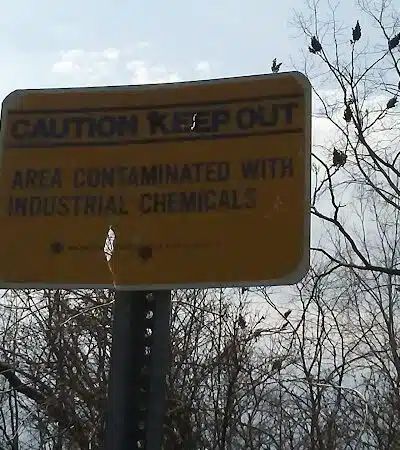 CAUTION KEEP OUT
AREA CONTAMINATED WITH
INDUSTRIAL CHEMICALS